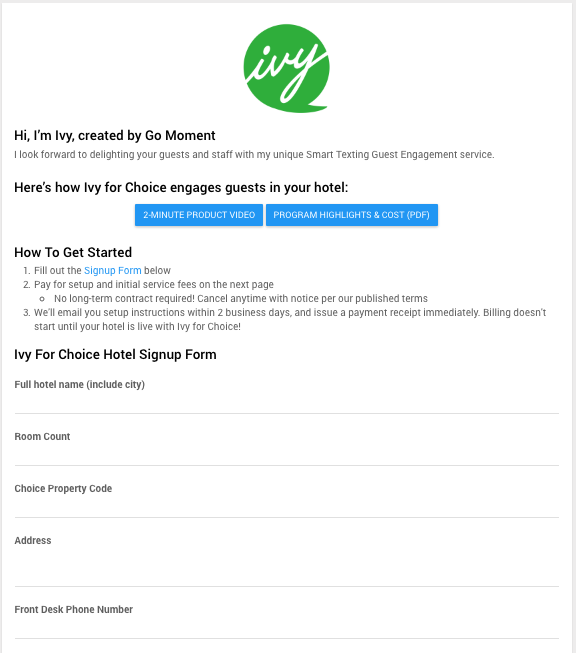 ivy
Hi, I'm Ivy, created by Go Moment
I look forward to delighting your guests and staff with my unique Smart Texting Guest Engagement service.
Here's how Ivy for Choice engages guests in your hotel:
2-MINUTE PRODUCT VIDEO PROGRAM HIGHLIGHTS & COST (PDF)
How To Get Started
1. Fill out the Signup Form below
2. Pay for setup and initial service fees on the next page
No long-term contract required! Cancel anytime with notice per our published terms
3. We'll email you setup instructions within 2 business days, and issue a payment receipt immediately. Billing doesn't
start until your hotel is live with Ivy for Choice!
Ivy For Choice Hotel Signup Form
Full hotel name (include city)
Room Count
Choice Property Code
Address
Front Desk Phone Number